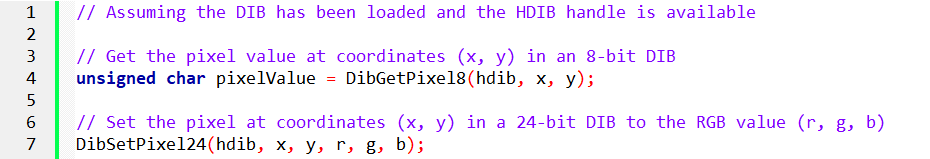 1 // Assuming the DIB has been loaded and the HDIB handle is available
2
3 // Get the pixel value at coordinates (x, y) in an 8-bit DIB
4 unsigned char pixelValue = DibGetPixel8(hdib, x, y);
5
6 // Set the pixel at coordinates (x, y) in a 24-bit DIB to the RGB value (r, g, b)
7 DibSetPixel24(hdib, x, y, r, g, b);